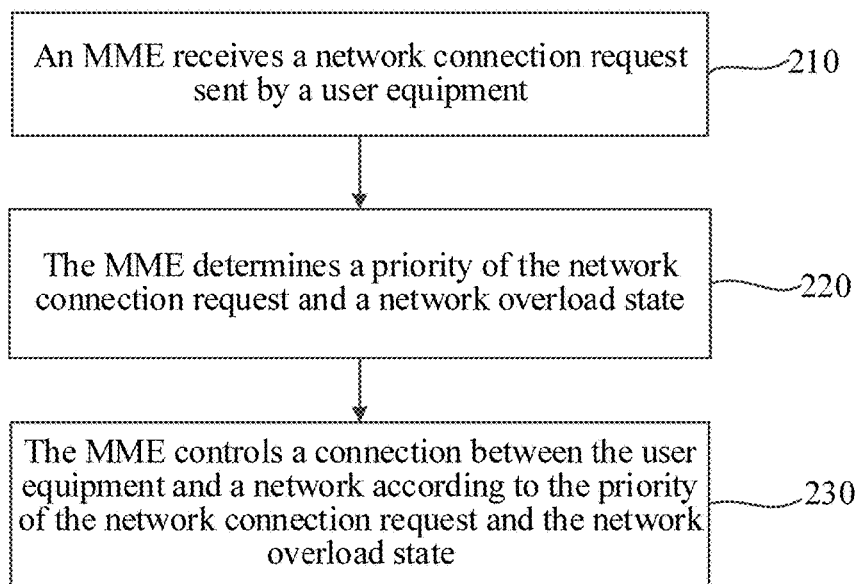 An MME receives a network connection request
sent by a user equipment
210
The MME determines a priority of the network
connection request and a network overload state
220
The MME controls a connection between the user
equipment and a network according to the priority
of the network connection request and the network
overload state
230